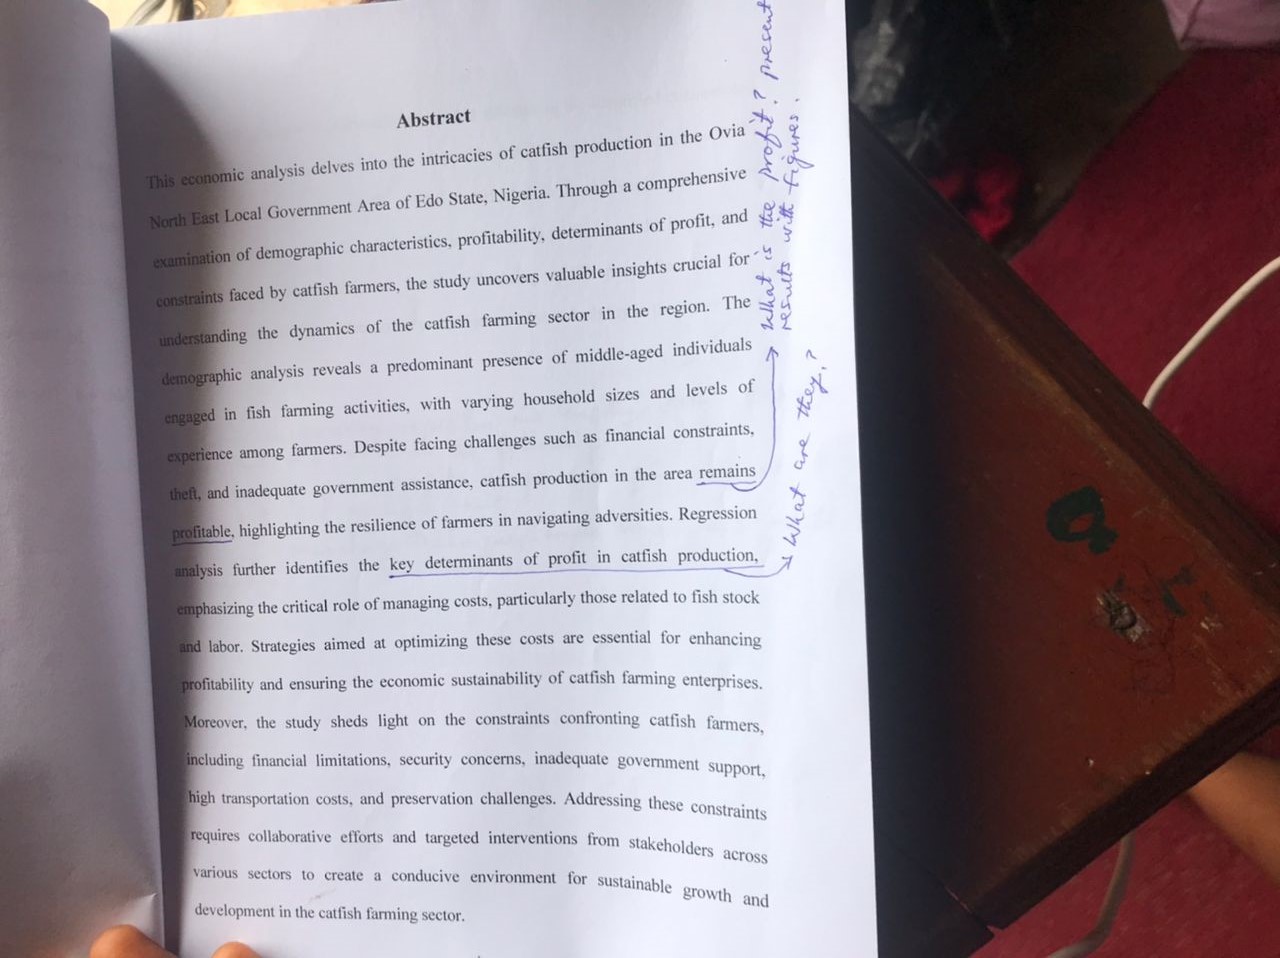 Abstract
This economic analysis delves into the intricacies of catfish production in the Ovia
North East Local Government Area of Edo State, Nigeria. Through a comprehensive
examination of demographic characteristics, profitability, determinants of profit, and
constraints faced by catfish farmers, the study uncovers valuable insights crucial for
understanding the dynamics of the catfish farming sector in the region. The
demographic analysis reveals a predominant presence of middle-aged individuals
engaged in fish farming activities, with varying household sizes and levels of
experience among farmers. Despite facing challenges such as financial constraints,
theft, and inadequate government assistance, catfish production in the area remains
profitable, highlighting the resilience of farmers in navigating adversities. Regression
analysis further identifies the key determinants of profit in catfish production,
emphasizing the critical role of managing costs, particularly those related to fish stock
and labor. Strategies aimed at optimizing these costs are essential for enhancing
profitability and ensuring the economic sustainability of catfish farming enterprises.
Moreover, the study sheds light on the constraints confronting catfish farmers,
including financial limitations, security concerns, inadequate government support,
high transportation costs, and preservation challenges. Addressing these constraints
requires collaborative efforts and targeted interventions from stakeholders across
various sectors to create a conducive environment for sustainable growth and
development in the catfish farming sector.
What is the profit? present
results with figures.
What are they?